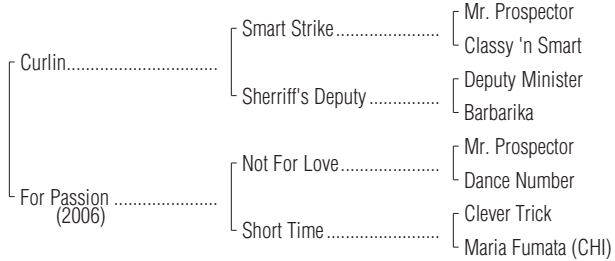 Mr. Prospector
Smart Strike....................
Classy 'n Smart
Curlin..............................
Deputy Minister
Sherriff's Deputy ..............
Barbarika
Mr. Prospector
Not For Love....................
Dance Number
For Passion .....................
(2006)
Clever Trick
Short Time ......................
Maria Fumata (CHI)